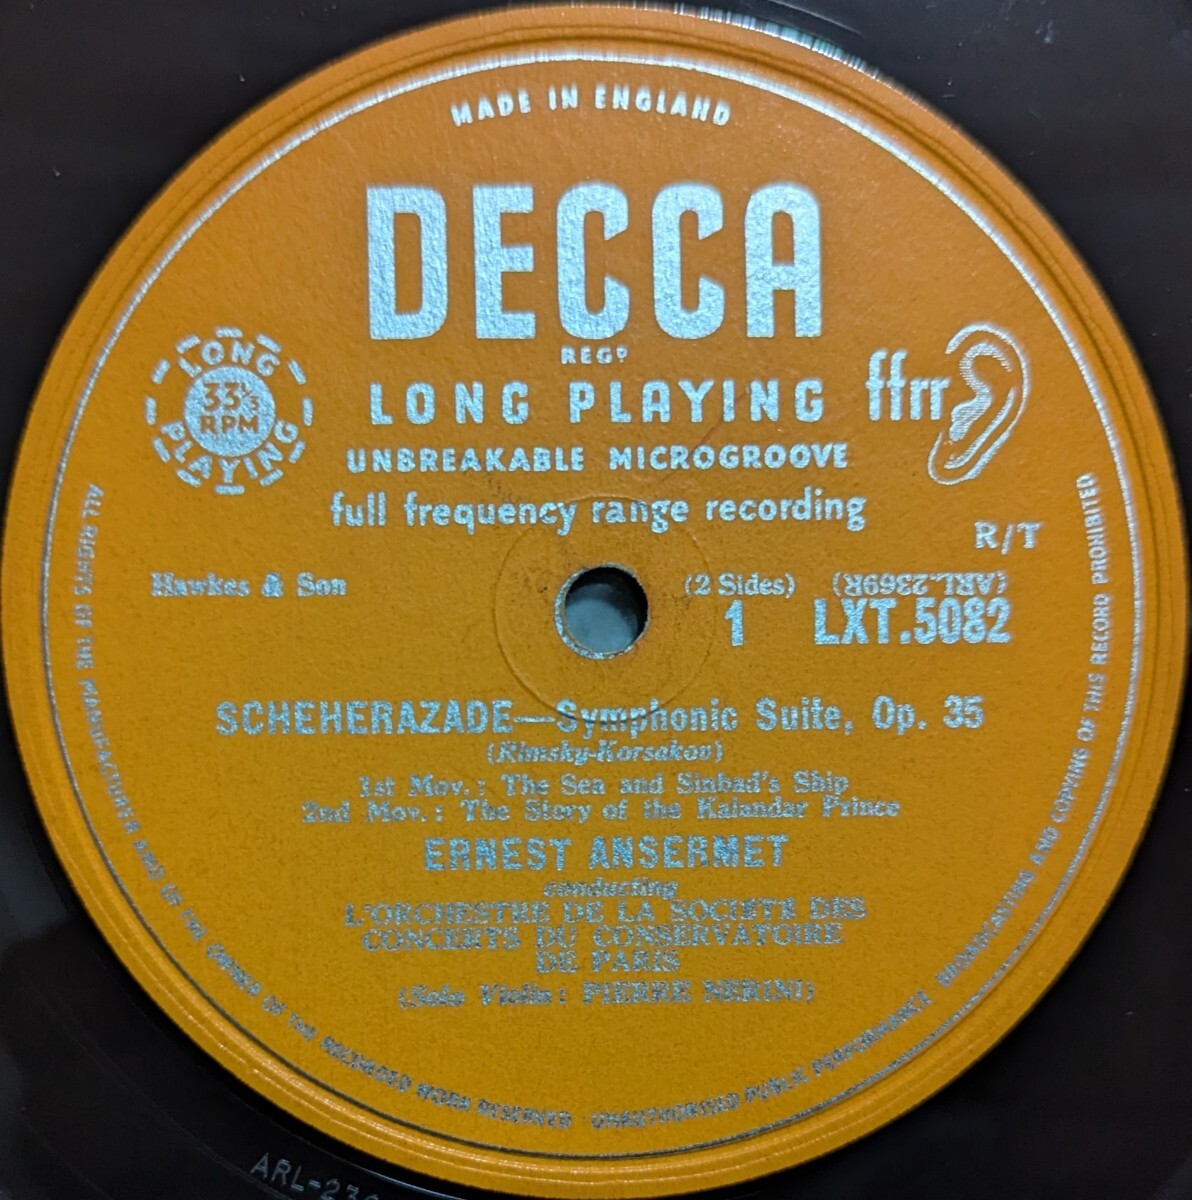 MADE IN ENGLAND
DECCA
REGD
LONG PLAYING
33⅓
RPM
LONG PLAYING
ffrr
UNBREAKABLE MICROGROOVE
full frequency range recording
R/T
Hawkes & Son
(2 Sides)
(ARL.2369R)
1
LXT.5082
SCHEHERAZADE—Symphonic Suite, Op. 35
(Rimsky-Korsakov)
1st Mov.: The Sea and Sinbad's Ship
2nd Mov.: The Story of the Kalandar Prince
ERNEST ANSERMET
conducting
L'ORCHESTRE DE LA SOCIETE DES
CONCERTS DU CONSERVATOIRE
DE PARIS
(Solo Violin: PIERRE NERINI)
ALL RIGHTS OF THE MANUFACTURER AND OF THE OWNER OF THE RECORDED WORK RESERVED UNAUTHORISED PUBLIC PERFORMANCE BROADCASTING AND COPYING OF THIS RECORD PROHIBITED